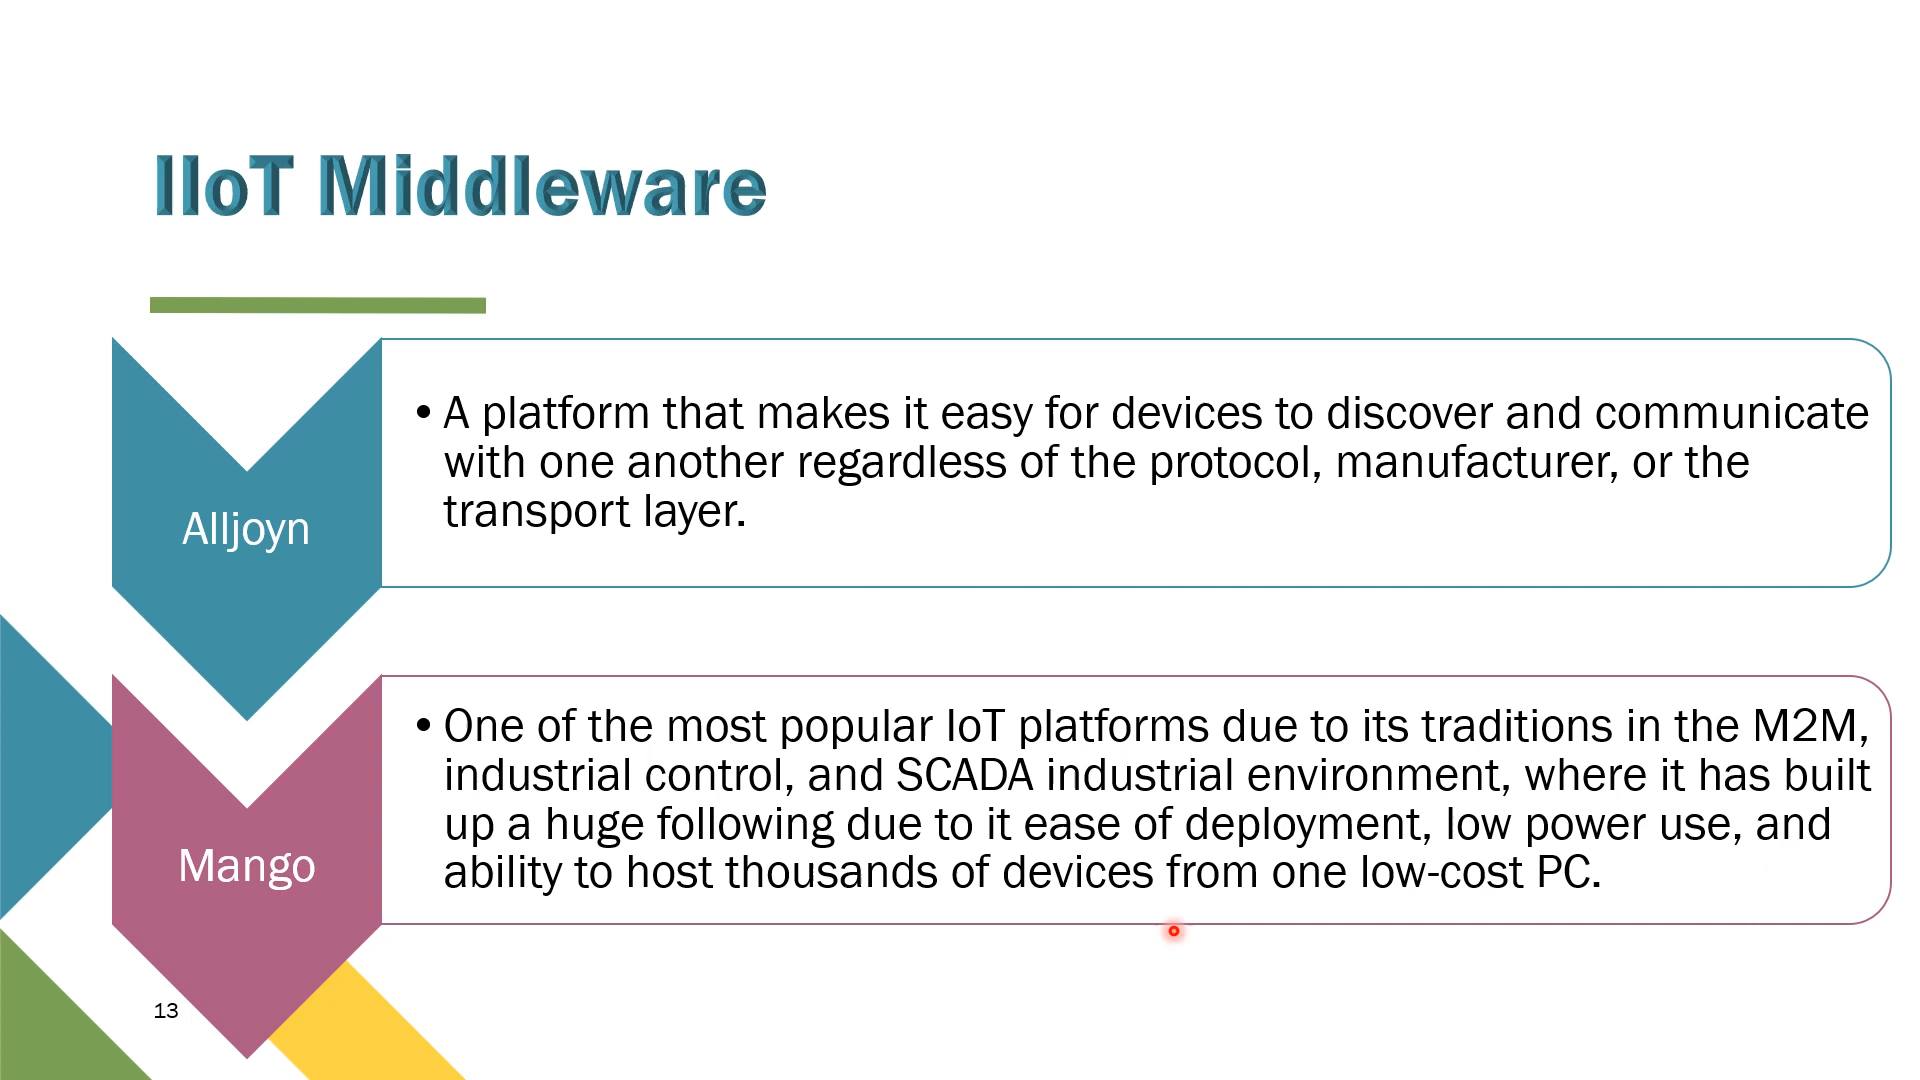 IIoT Middleware
Alljoyn
• A platform that makes it easy for devices to discover and communicate
with one another regardless of the protocol, manufacturer, or the
transport layer.
Mango
• One of the most popular IoT platforms due to its traditions in the M2M,
industrial control, and SCADA industrial environment, where it has built
up a huge following due to it ease of deployment, low power use, and
ability to host thousands of devices from one low-cost PC.
13